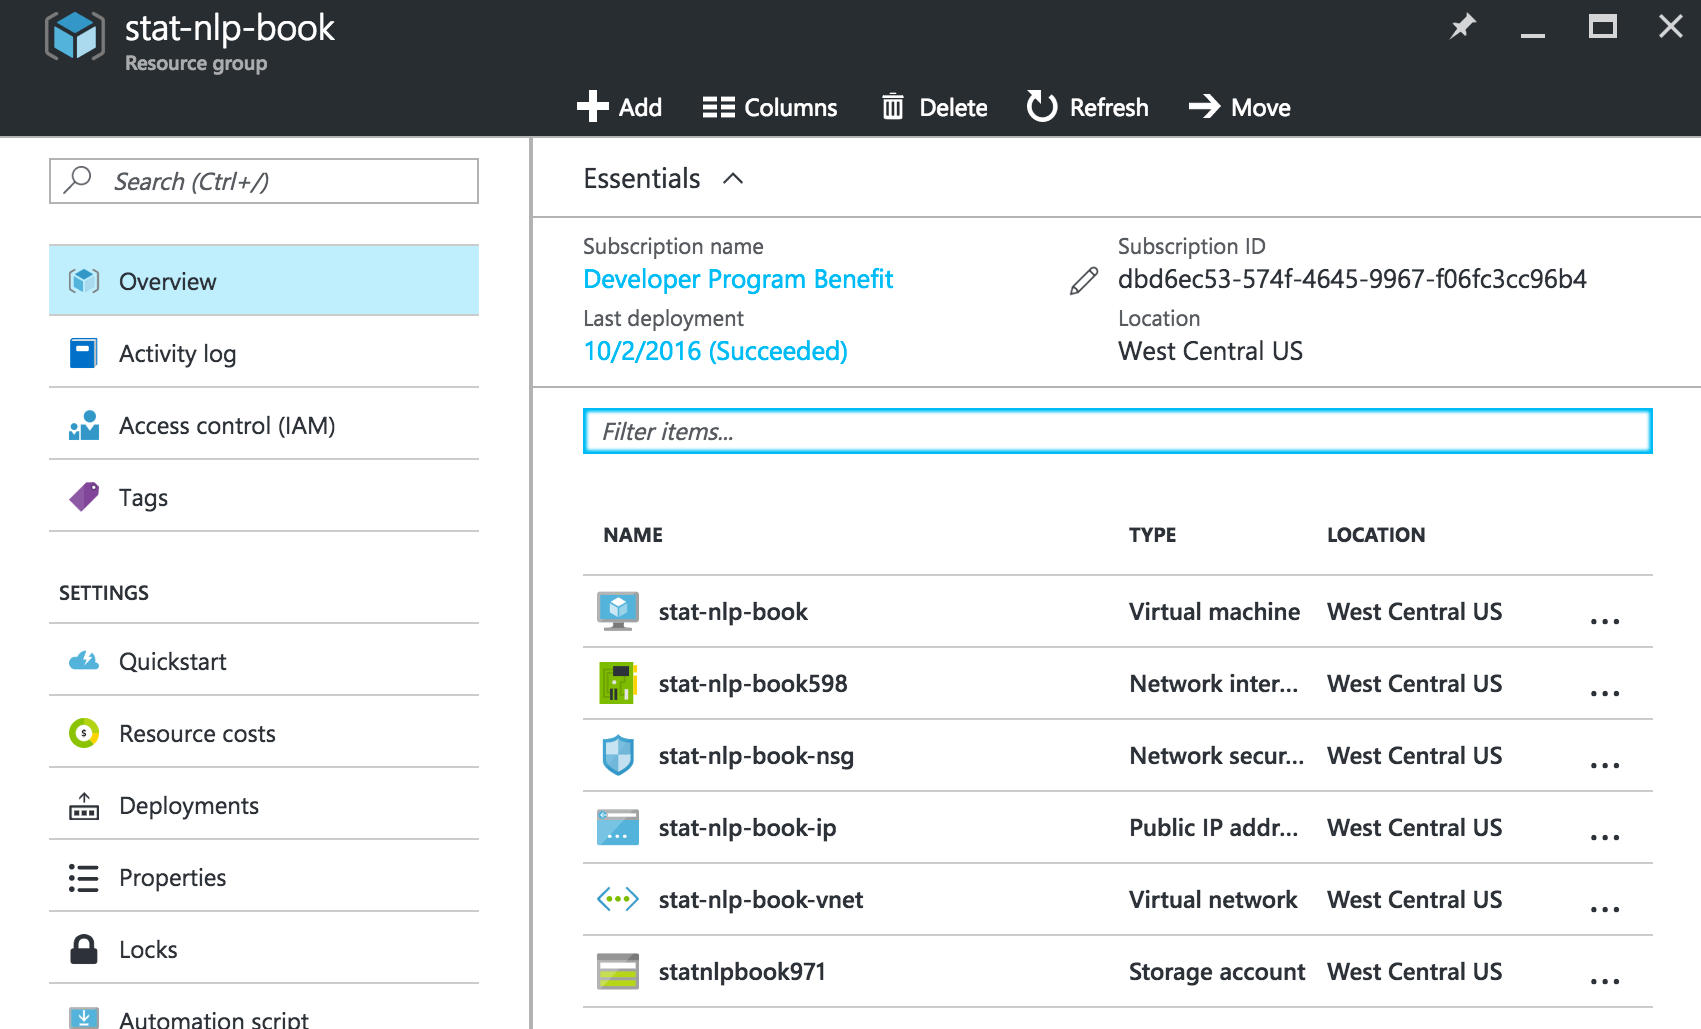 stat-nlp-book
Resource group
Add Columns Delete Refresh Move
Search (Ctrl+/)
Overview
Activity log
Access control (IAM)
Tags
SETTINGS
Quickstart
Resource costs
Deployments
Properties
Locks
Automation script
Essentials
Subscription name Subscription ID
Developer Program Benefit dbd6ec53-574f-4645-9967-f06fc3cc96b4
Last deployment Location
10/2/2016 (Succeeded) West Central US
Filter items...
NAME TYPE LOCATION
stat-nlp-book Virtual machine West Central US ...
stat-nlp-book598 Network inter... West Central US ...
stat-nlp-book-nsg Network secur... West Central US ...
stat-nlp-book-ip Public IP addr... West Central US ...
stat-nlp-book-vnet Virtual network West Central US ...
statnlpbook971 Storage account West Central US ...